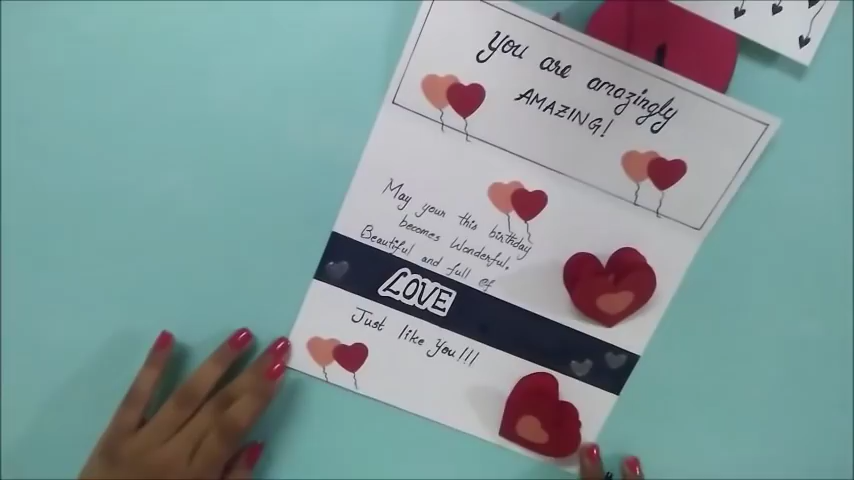 You are amazingly
AMAZING!
May your this birthday
becomes Wonderful,
Beautiful and full of
LOVE
Just like You!!!